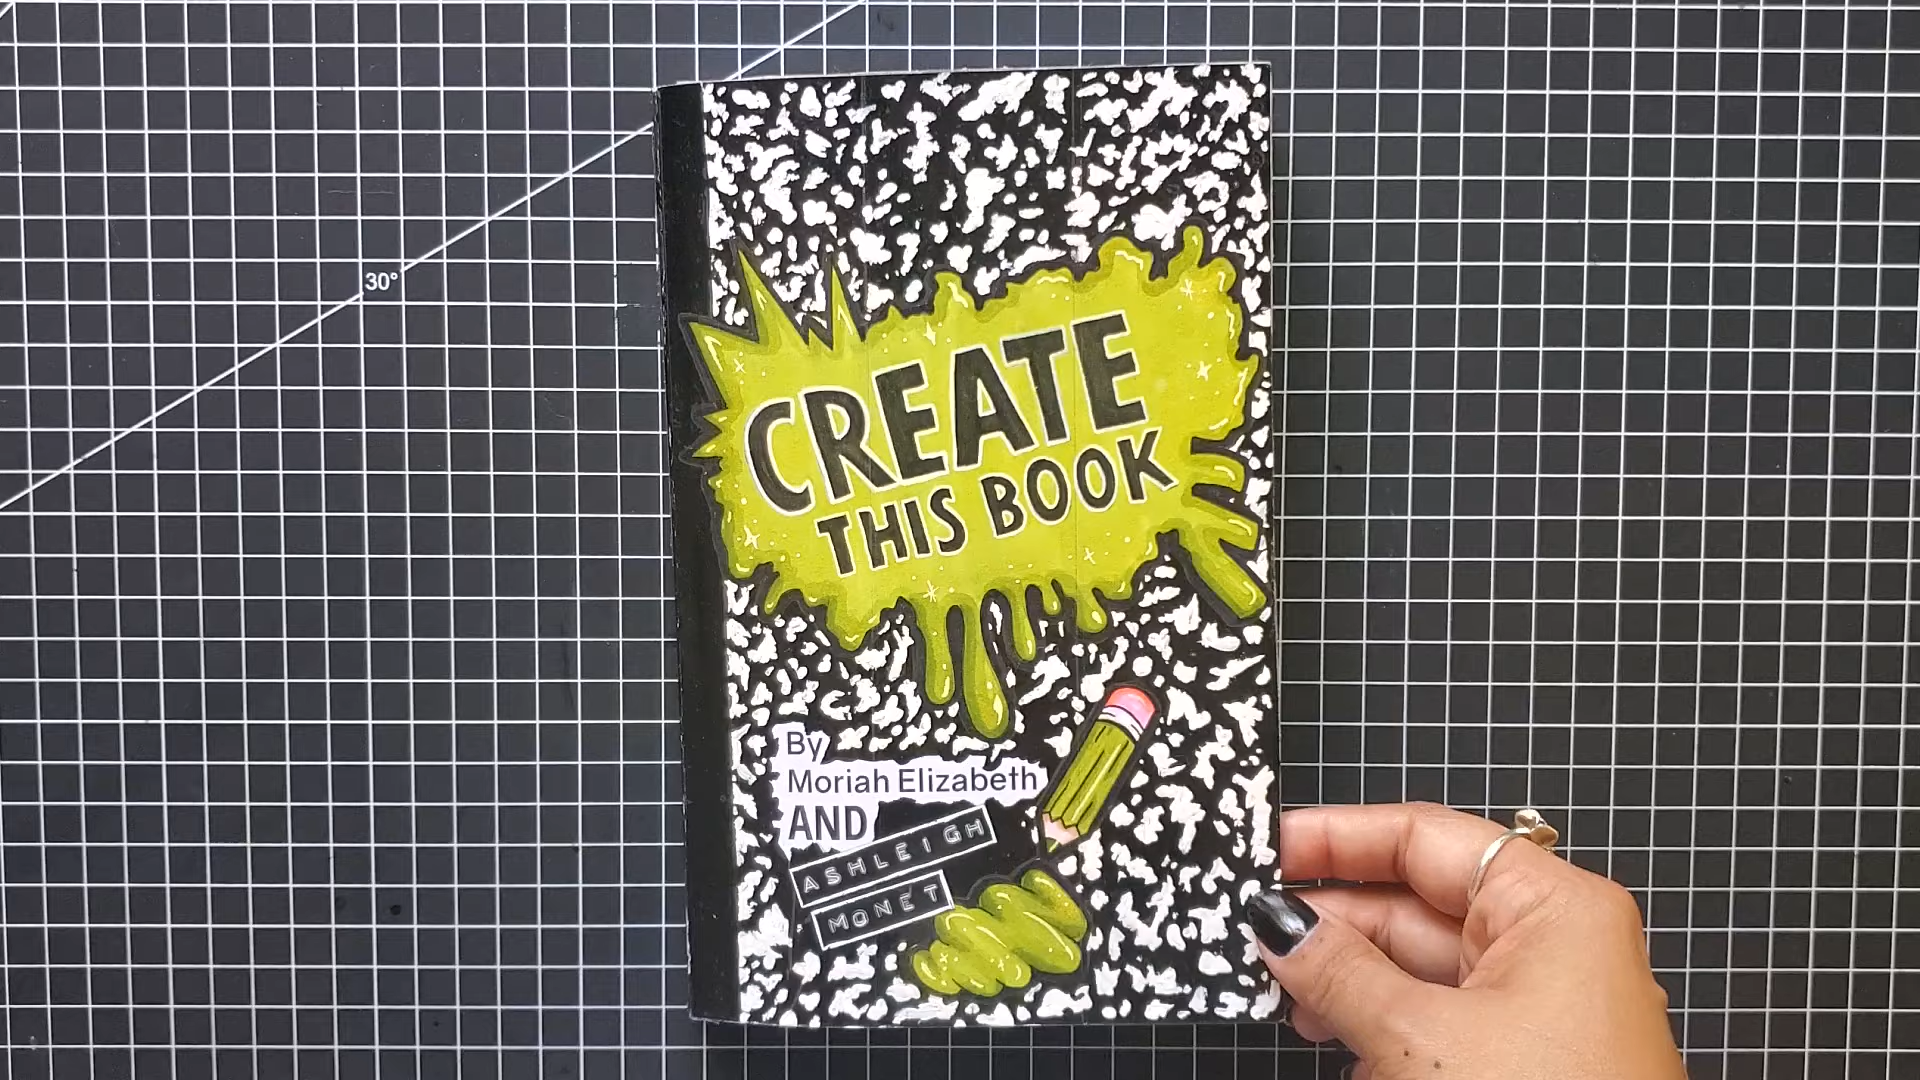 30°
CREATE
THIS BOOK
By
Moriah Elizabeth
AND
ASHLEIGH
MONET